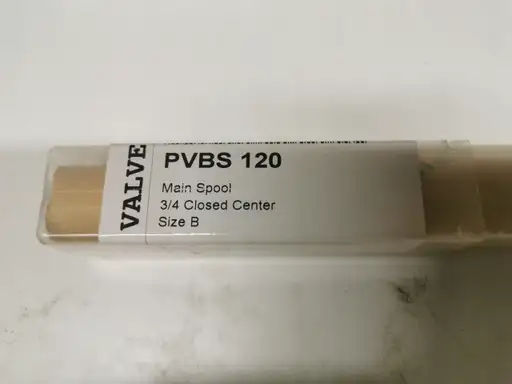 VALVE
PVBS 120
Main Spool
3/4 Closed Center
Size B